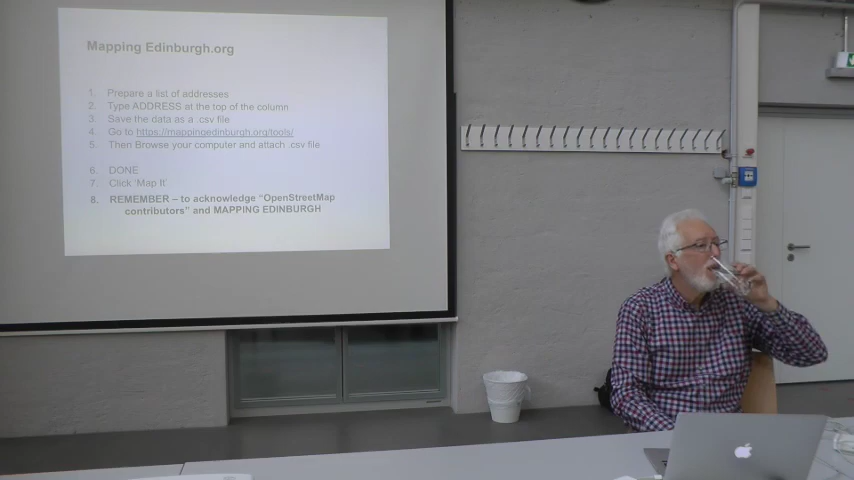 Mapping Edinburgh.org
1. Prepare a list of addresses
2. Type ADDRESS at the top of the column
3. Save the data as a .csv file
4. Go to https://mappingedinburgh.org/tools/
5. Then Browse your computer and attach .csv file
6. DONE
7. Click 'Map It'
8. REMEMBER – to acknowledge "OpenStreetMap
contributors" and MAPPING EDINBURGH